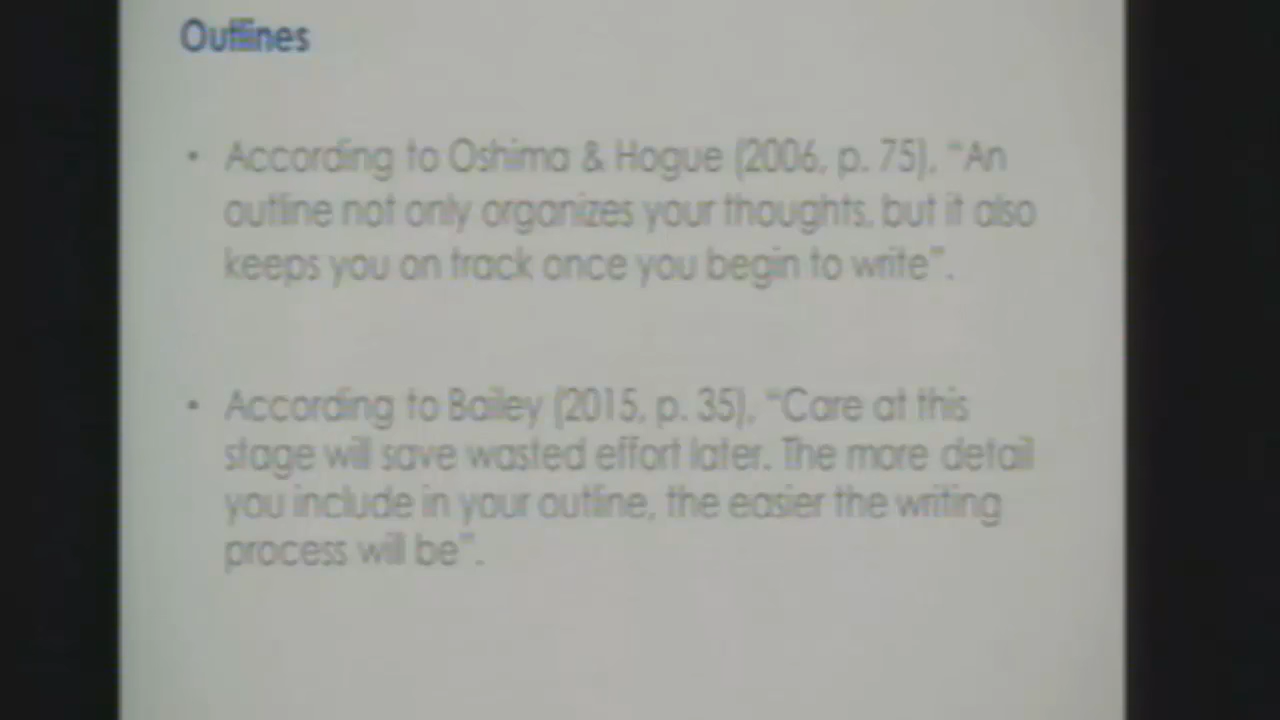 Outlines
• According to Oshima & Hogue (2006, p. 75), "An
outline not only organizes your thoughts, but it also
keeps you on track once you begin to write".
• According to Bailey (2015, p. 35), "Care at this
stage will save wasted effort later. The more detail
you include in your outline, the easier the writing
process will be".